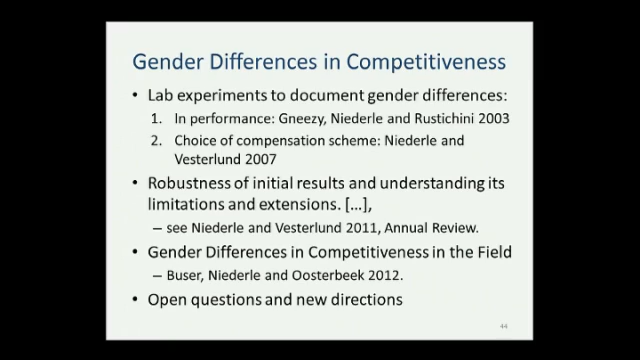 Gender Differences in Competitiveness
• Lab experiments to document gender differences:
1. In performance: Gneezy, Niederle and Rustichini 2003
2. Choice of compensation scheme: Niederle and
Vesterlund 2007
• Robustness of initial results and understanding its
limitations and extensions. […],
– see Niederle and Vesterlund 2011, Annual Review.
• Gender Differences in Competitiveness in the Field
– Buser, Niederle and Oosterbeek 2012.
• Open questions and new directions
44